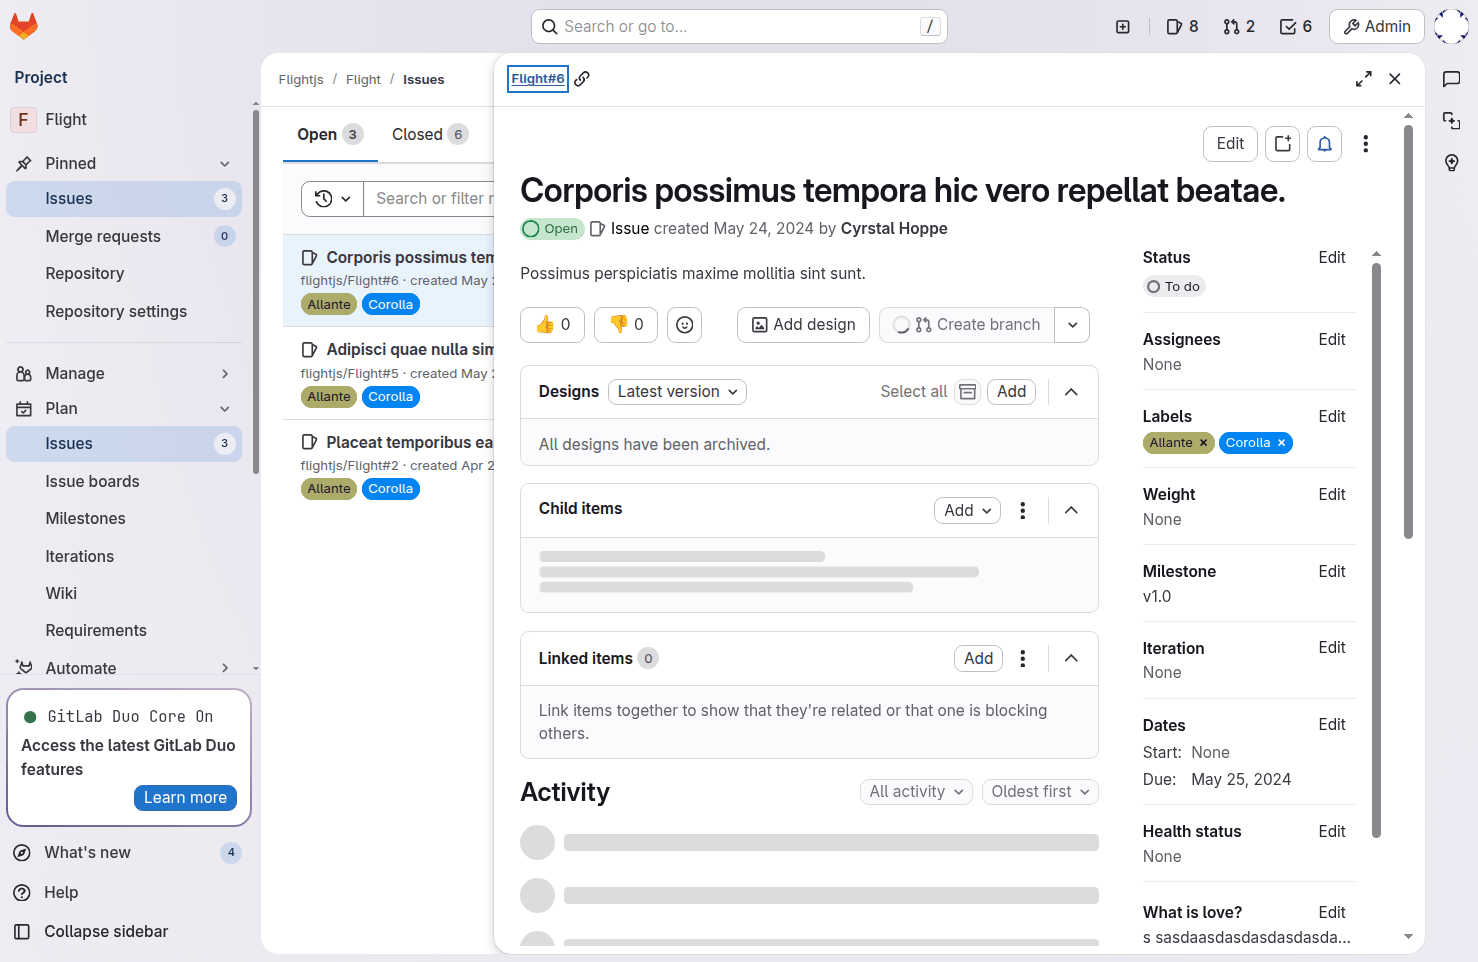 Search or go to...
/
8
2
6
Admin
Project
F Flight
Pinned
Issues 3
Merge requests 0
Repository
Repository settings
Manage
Plan
Issues 3
Issue boards
Milestones
Iterations
Wiki
Requirements
Automate
GitLab Duo Core On
Access the latest GitLab Duo
features
Learn more
What's new 4
Help
Collapse sidebar
Flightjs / Flight / Issues
Open 3
Closed 6
Search or filter r
Corporis possimus tem
flightjs/Flight#6 · created May 2
Allante Corolla
Adipisci quae nulla sim
flightjs/Flight#5 · created May 2
Allante Corolla
Placeat temporibus ea
flightjs/Flight#2 · created Apr 2
Allante Corolla
Flight#6
Edit
Corporis possimus tempora hic vero repellat beatae.
Open Issue created May 24, 2024 by Cyrstal Hoppe
Possimus perspiciatis maxime mollitia sint sunt.
👍 0
👎 0
Add design
Create branch
Designs
Latest version
Select all
Add
All designs have been archived.
Child items
Add
Linked items 0
Add
Link items together to show that they're related or that one is blocking
others.
Activity
All activity
Oldest first
Status Edit
To do
Assignees Edit
None
Labels Edit
Allante × Corolla ×
Weight Edit
None
Milestone Edit
v1.0
Iteration Edit
None
Dates Edit
Start: None
Due: May 25, 2024
Health status Edit
None
What is love? Edit
s sasdaasdasdasdasdasda...